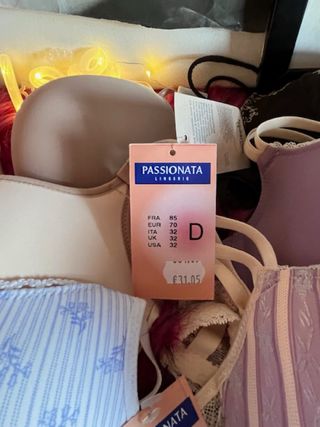 PASSIONATA
LINGERIE
FRA 85
EUR 70
ITA 32
UK 32
USA 32
D
£31.05
PASSIONATA